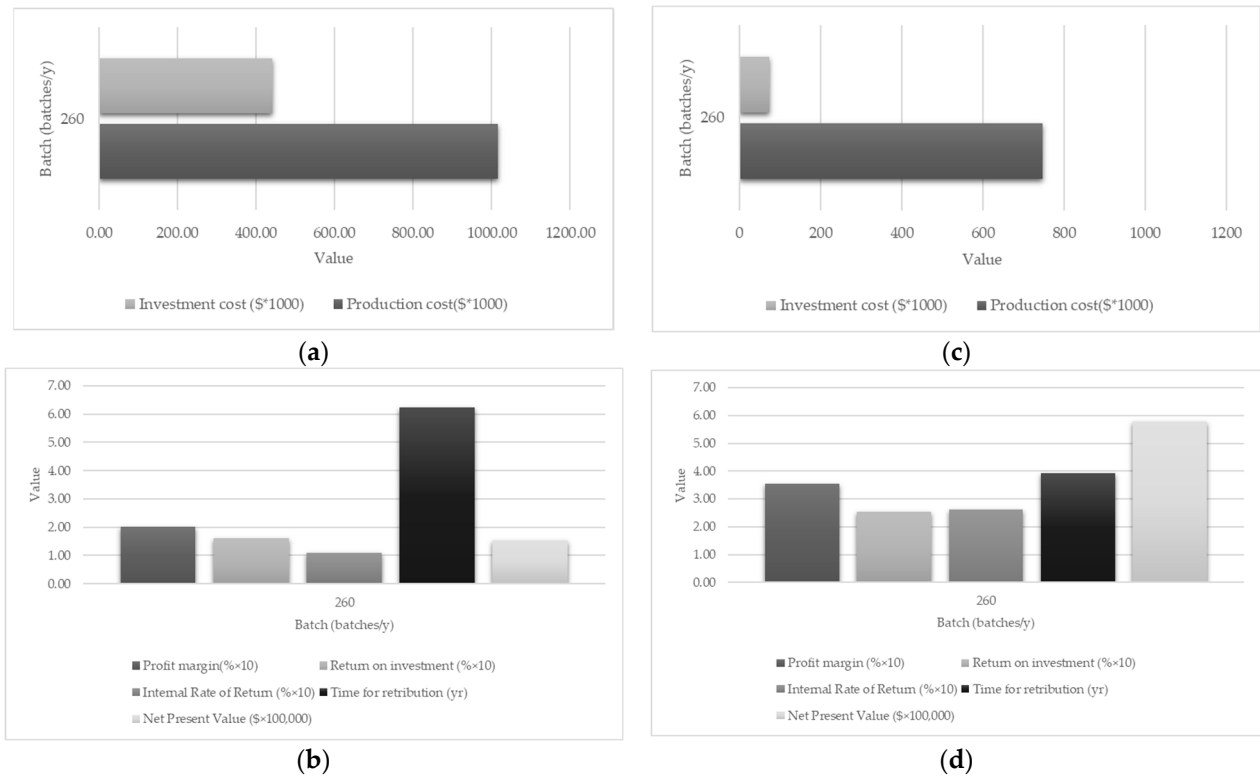 Batch (batches/y)
260
0.00 200.00 400.00 600.00 800.00 1000.00 1200.00
Value
Investment cost ($*1000) Production cost($*1000)
(a)
Batch (batches/y)
260
0 200 400 600 800 1000 1200
Value
Investment cost ($*1000) Production cost($*1000)
(c)
7.00
6.00
5.00
4.00
3.00
2.00
1.00
0.00
Value
260
Batch (batches/y)
Profit margin(%×10) Return on investment (%×10)
Internal Rate of Return (%×10) Time for retribution (yr)
Net Present Value ($×100,000)
(b)
7.00
6.00
5.00
4.00
3.00
2.00
1.00
0.00
Value
260
Batch (batches/y)
Profit margin (%×10) Return on investment (%×10)
Internal Rate of Return (%×10) Time for retribution (yr)
Net Present Value ($×100,000)
(d)